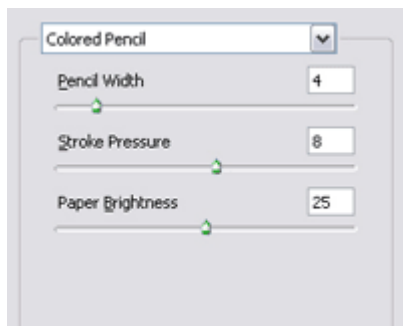 Colored Pencil
Pencil Width 4
Stroke Pressure 8
Paper Brightness 25